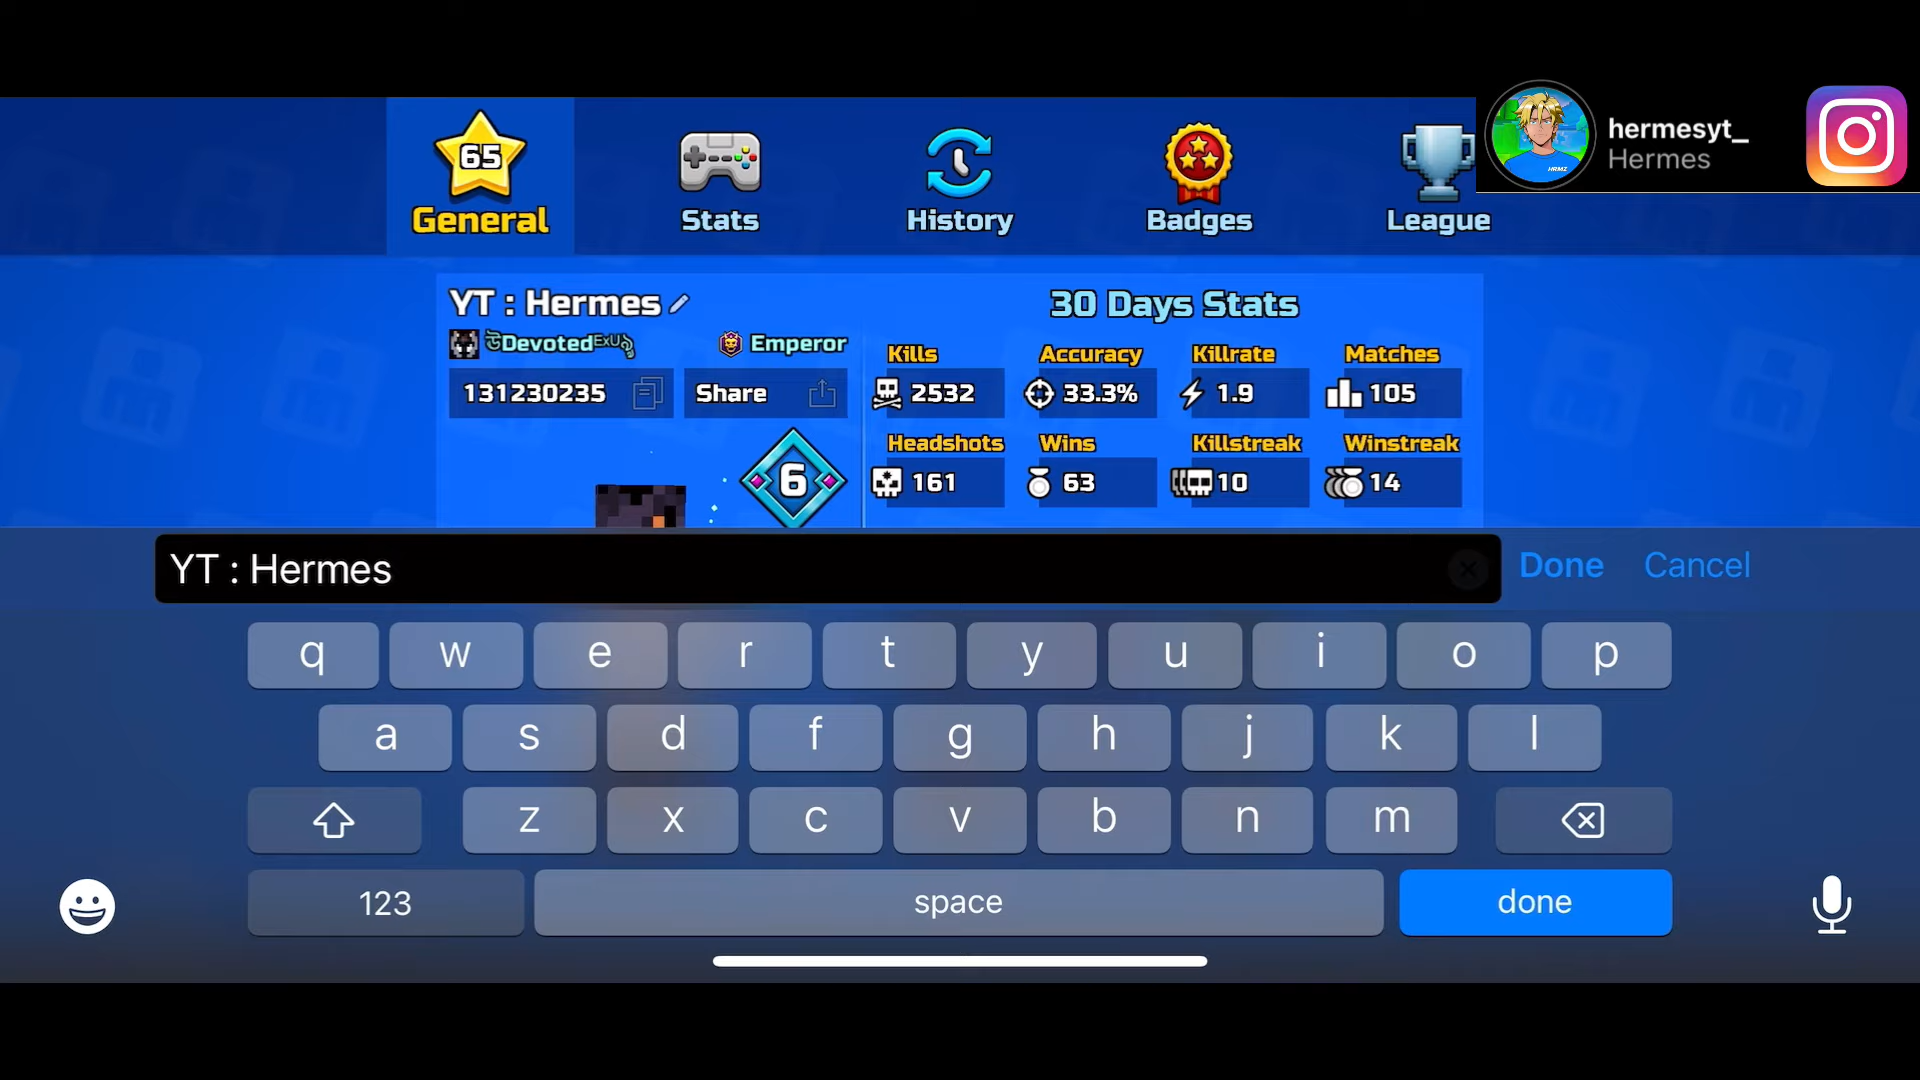 65
General
Stats
History
Badges
League
hermesyt_
Hermes
HRMZ
YT : Hermes
Devoted ExU
Emperor
131230235
Share
6
30 Days Stats
Kills
Accuracy
Killrate
Matches
2532
33.3%
1.9
105
Headshots
Wins
Killstreak
Winstreak
161
63
10
14
YT : Hermes
Done
Cancel
q w e r t y u i o p
a s d f g h j k l
z x c v b n m
123
space
done